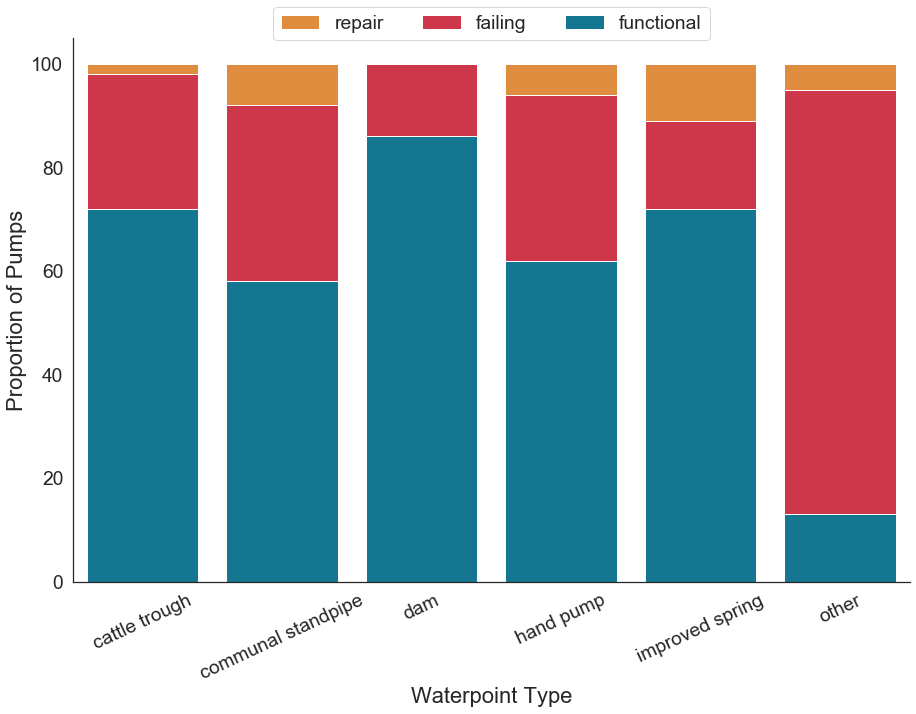 repair failing functional
100
80
60
40
20
0
Proportion of Pumps
cattle trough
communal standpipe
dam
hand pump
improved spring
other
Waterpoint Type